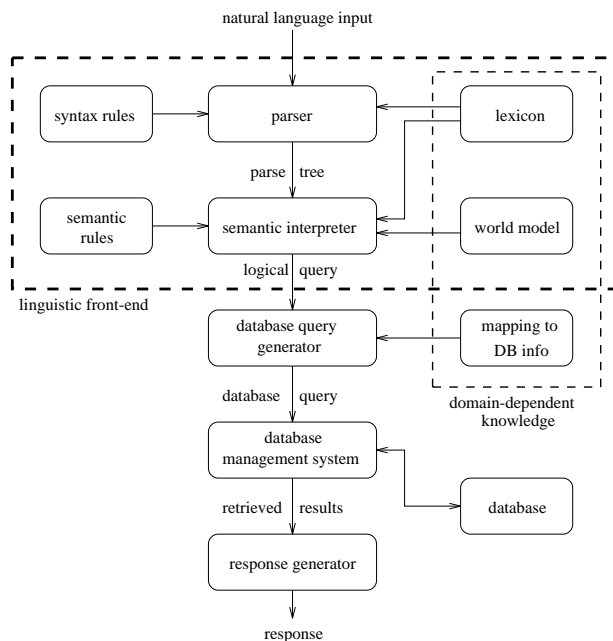 natural language input
syntax rules
parser
lexicon
parse tree
semantic
rules
semantic interpreter
world model
logical query
linguistic front-end
database query
generator
mapping to
DB info
database query
domain-dependent
knowledge
database
management system
retrieved results
database
response generator
response